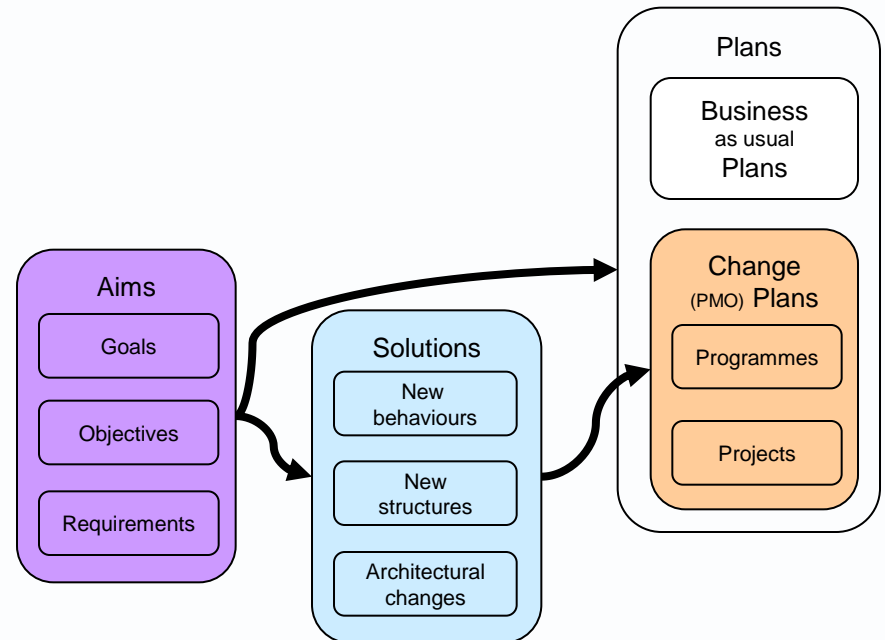 Aims
Goals
Objectives
Requirements
Solutions
New
behaviours
New
structures
Architectural
changes
Plans
Business
as usual
Plans
Change
(PMO) Plans
Programmes
Projects